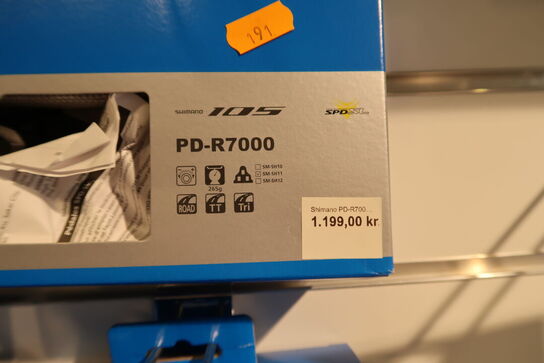 191
SHIMANO 105
SPD-SL
PD-R7000
SM-SH10
SM-SH11
SM-SH12
265g
ROAD TT Tri
Shimano PD-R700...
1.199,00 kr.